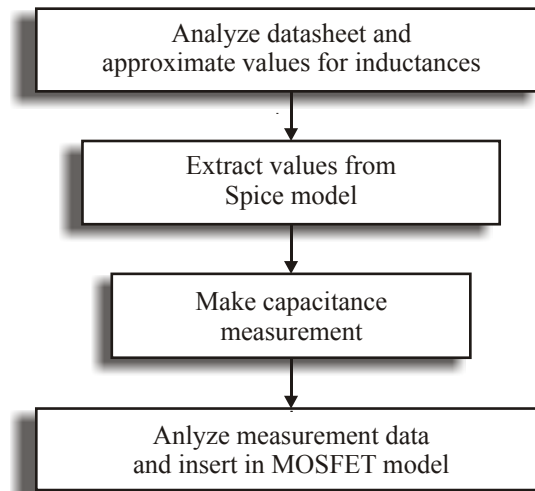 Analyze datasheet and
approximate values for inductances
Extract values from
Spice model
Make capacitance
measurement
Anlyze measurement data
and insert in MOSFET model